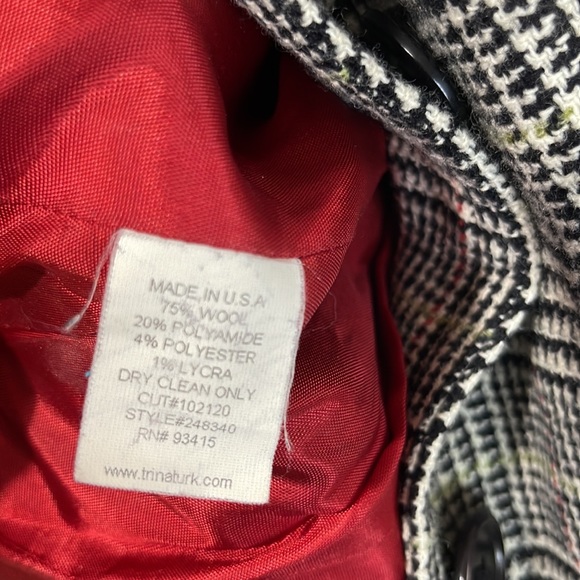 MADE IN U.S.A
75% WOOL
20% POLYAMIDE
4% POLYESTER
1% LYCRA
DRY CLEAN ONLY
CUT#102120
STYLE#248340
RN# 93415
www.trinaturk.com